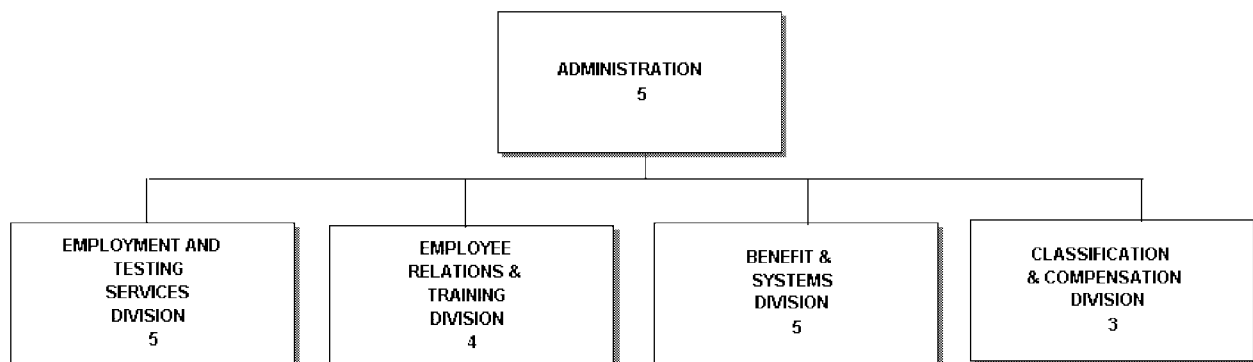 ADMINISTRATION
5
EMPLOYMENT AND
TESTING
SERVICES
DIVISION
5
EMPLOYEE
RELATIONS &
TRAINING
DIVISION
4
BENEFIT &
SYSTEMS
DIVISION
5
CLASSIFICATION
& COMPENSATION
DIVISION
3